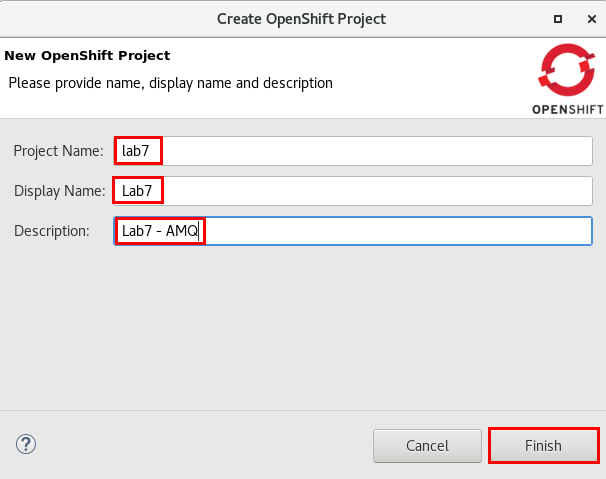 Create OpenShift Project
New OpenShift Project
Please provide name, display name and description
OPENSHIFT
Project Name: lab7
Display Name: Lab7
Description: Lab7 - AMQ
? Cancel Finish